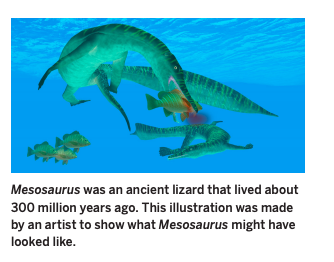 Mesosaurus was an ancient lizard that lived about
300 million years ago. This illustration was made
by an artist to show what Mesosaurus might have
looked like.